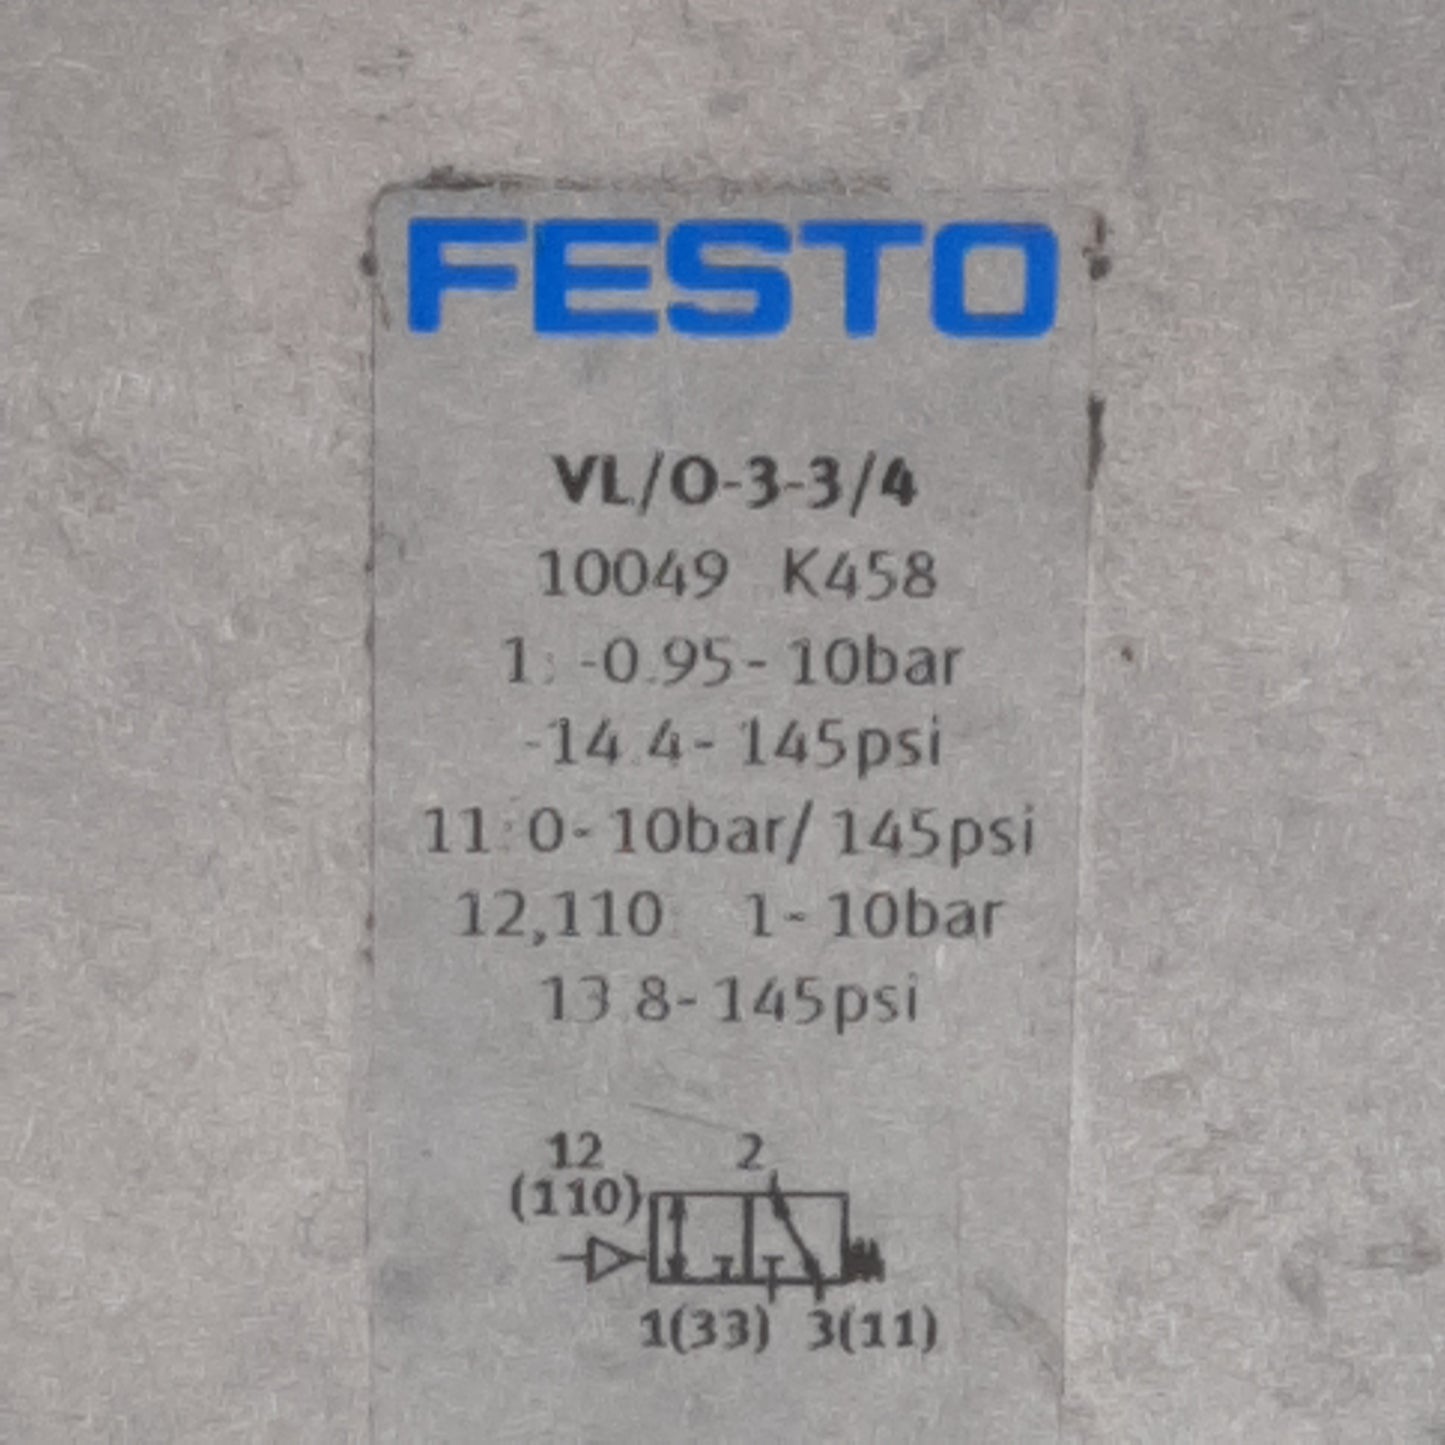 FESTO
VL/O-3-3/4
10049 K458
1: -0.95- 10bar
-14.4- 145psi
11:0- 10bar/ 145psi
12,110: 1- 10bar
13.8- 145psi
12 2
(110)
1(33) 3(11)